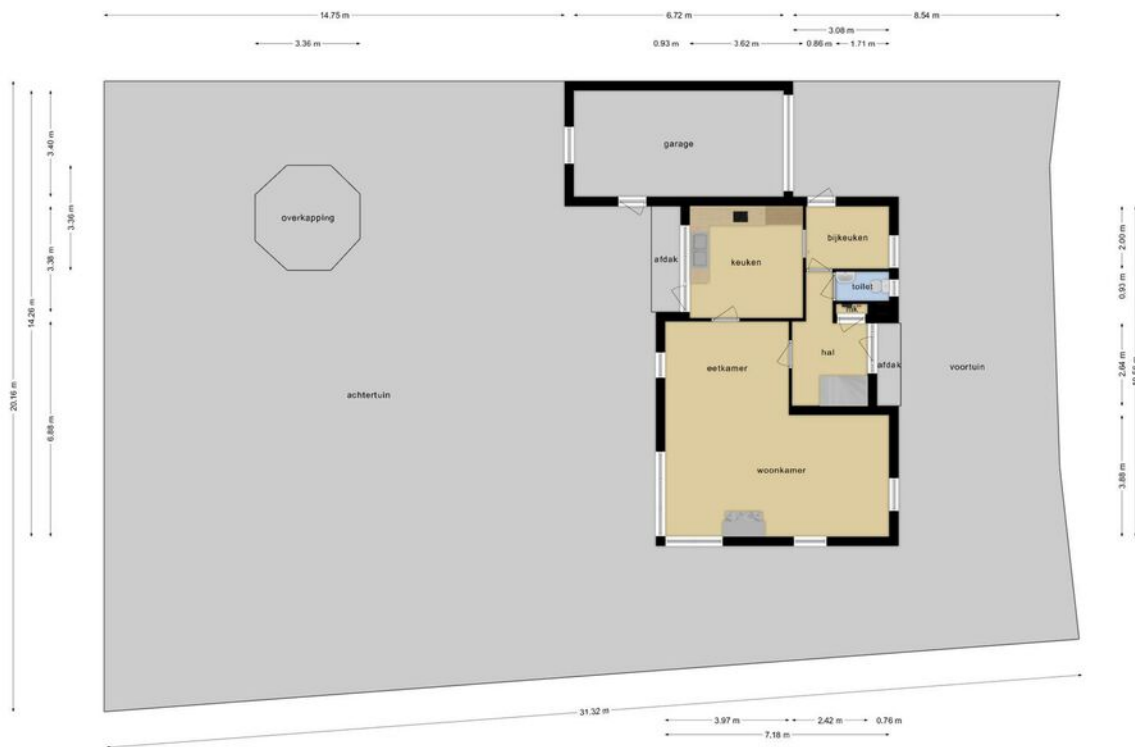 14.75 m
6.72 m
8.54 m
3.08 m
3.36 m
0.93 m
3.62 m
0.86 m
1.71 m
garage
overkapping
afdak
keuken
bijkeuken
toilet
mk
hal
afdak
voortuin
eetkamer
achtertuin
woonkamer
20.16 m
14.26 m
3.40 m
3.38 m
6.88 m
3.36 m
2.00 m
0.93 m
2.64 m
3.88 m
31.32 m
3.97 m
2.42 m
0.76 m
7.18 m